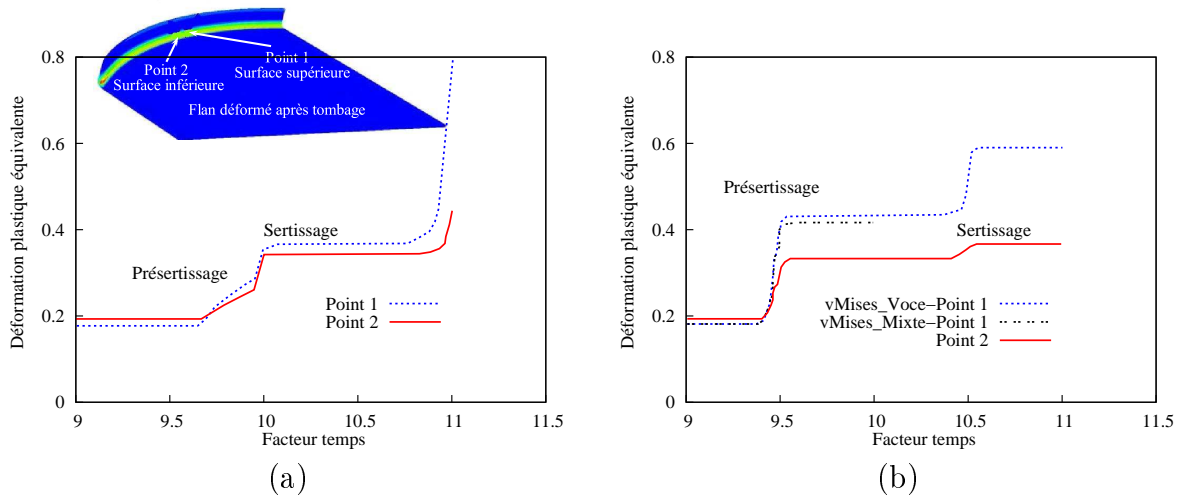 Point 1
Surface supérieure
Point 2
Surface inférieure
Flan déformé après tombage
Déformation plastique équivalente
0.8
0.6
0.4
0.2
0
Sertissage
Présertissage
Point 1
Point 2
9
9.5
10
10.5
11
11.5
Facteur temps
(a)
Déformation plastique équivalente
0.8
0.6
0.4
0.2
0
Présertissage
Sertissage
vMises_Voce−Point 1
vMises_Mixte−Point 1
Point 2
9
9.5
10
10.5
11
11.5
Facteur temps
(b)